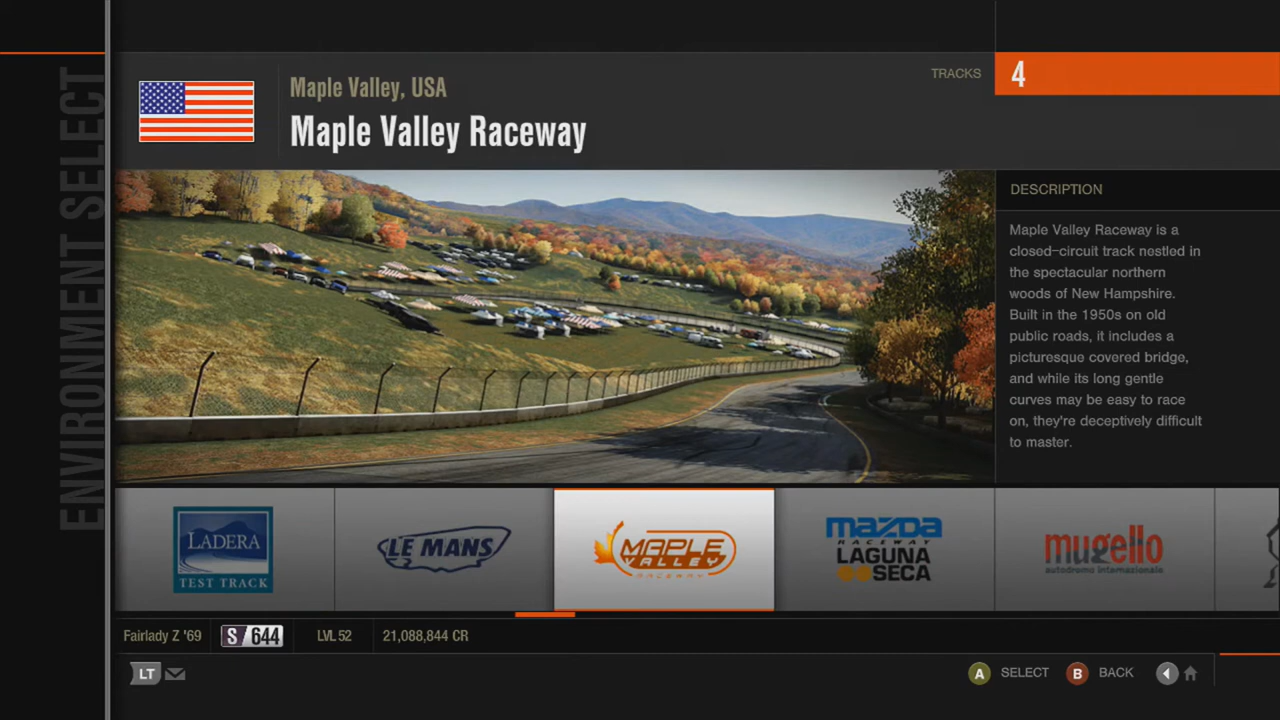 ENVIRONMENT SELECT
Maple Valley, USA
Maple Valley Raceway
TRACKS
4
DESCRIPTION
Maple Valley Raceway is a
closed-circuit track nestled in
the spectacular northern
woods of New Hampshire.
Built in the 1950s on old
public roads, it includes a
picturesque covered bridge,
and while its long gentle
curves may be easy to race
on, they're deceptively difficult
to master.
LADERA
TEST TRACK
LE MANS
MAPLE
VALLEY
RACEWAY
mazda
RACEWAY
LAGUNA
SECA
mugello
autodromo internazionale
Fairlady Z '69
S 644
LVL 52
21,088,844 CR
LT
A SELECT
B BACK